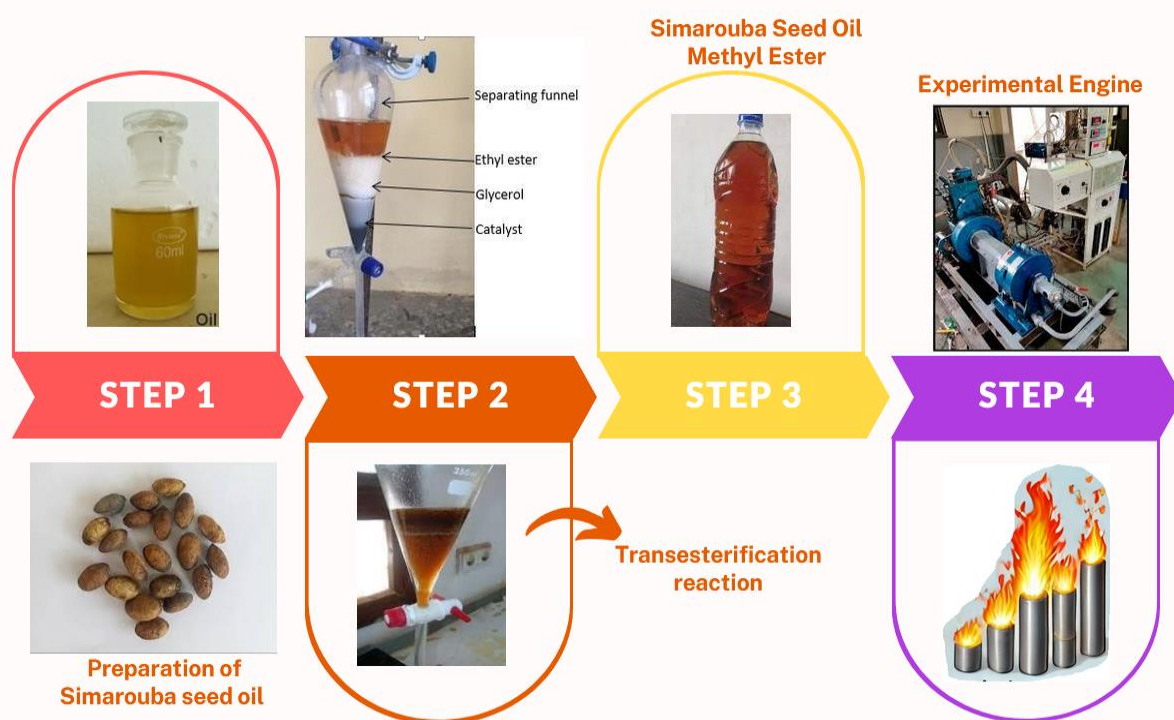 Simarouba Seed Oil
Methyl Ester
Experimental Engine
Separating funnel
Ethyl ester
Glycerol
Catalyst
60ml
Oil
STEP 1
STEP 2
STEP 3
STEP 4
250
Transesterification
reaction
Preparation of
Simarouba seed oil